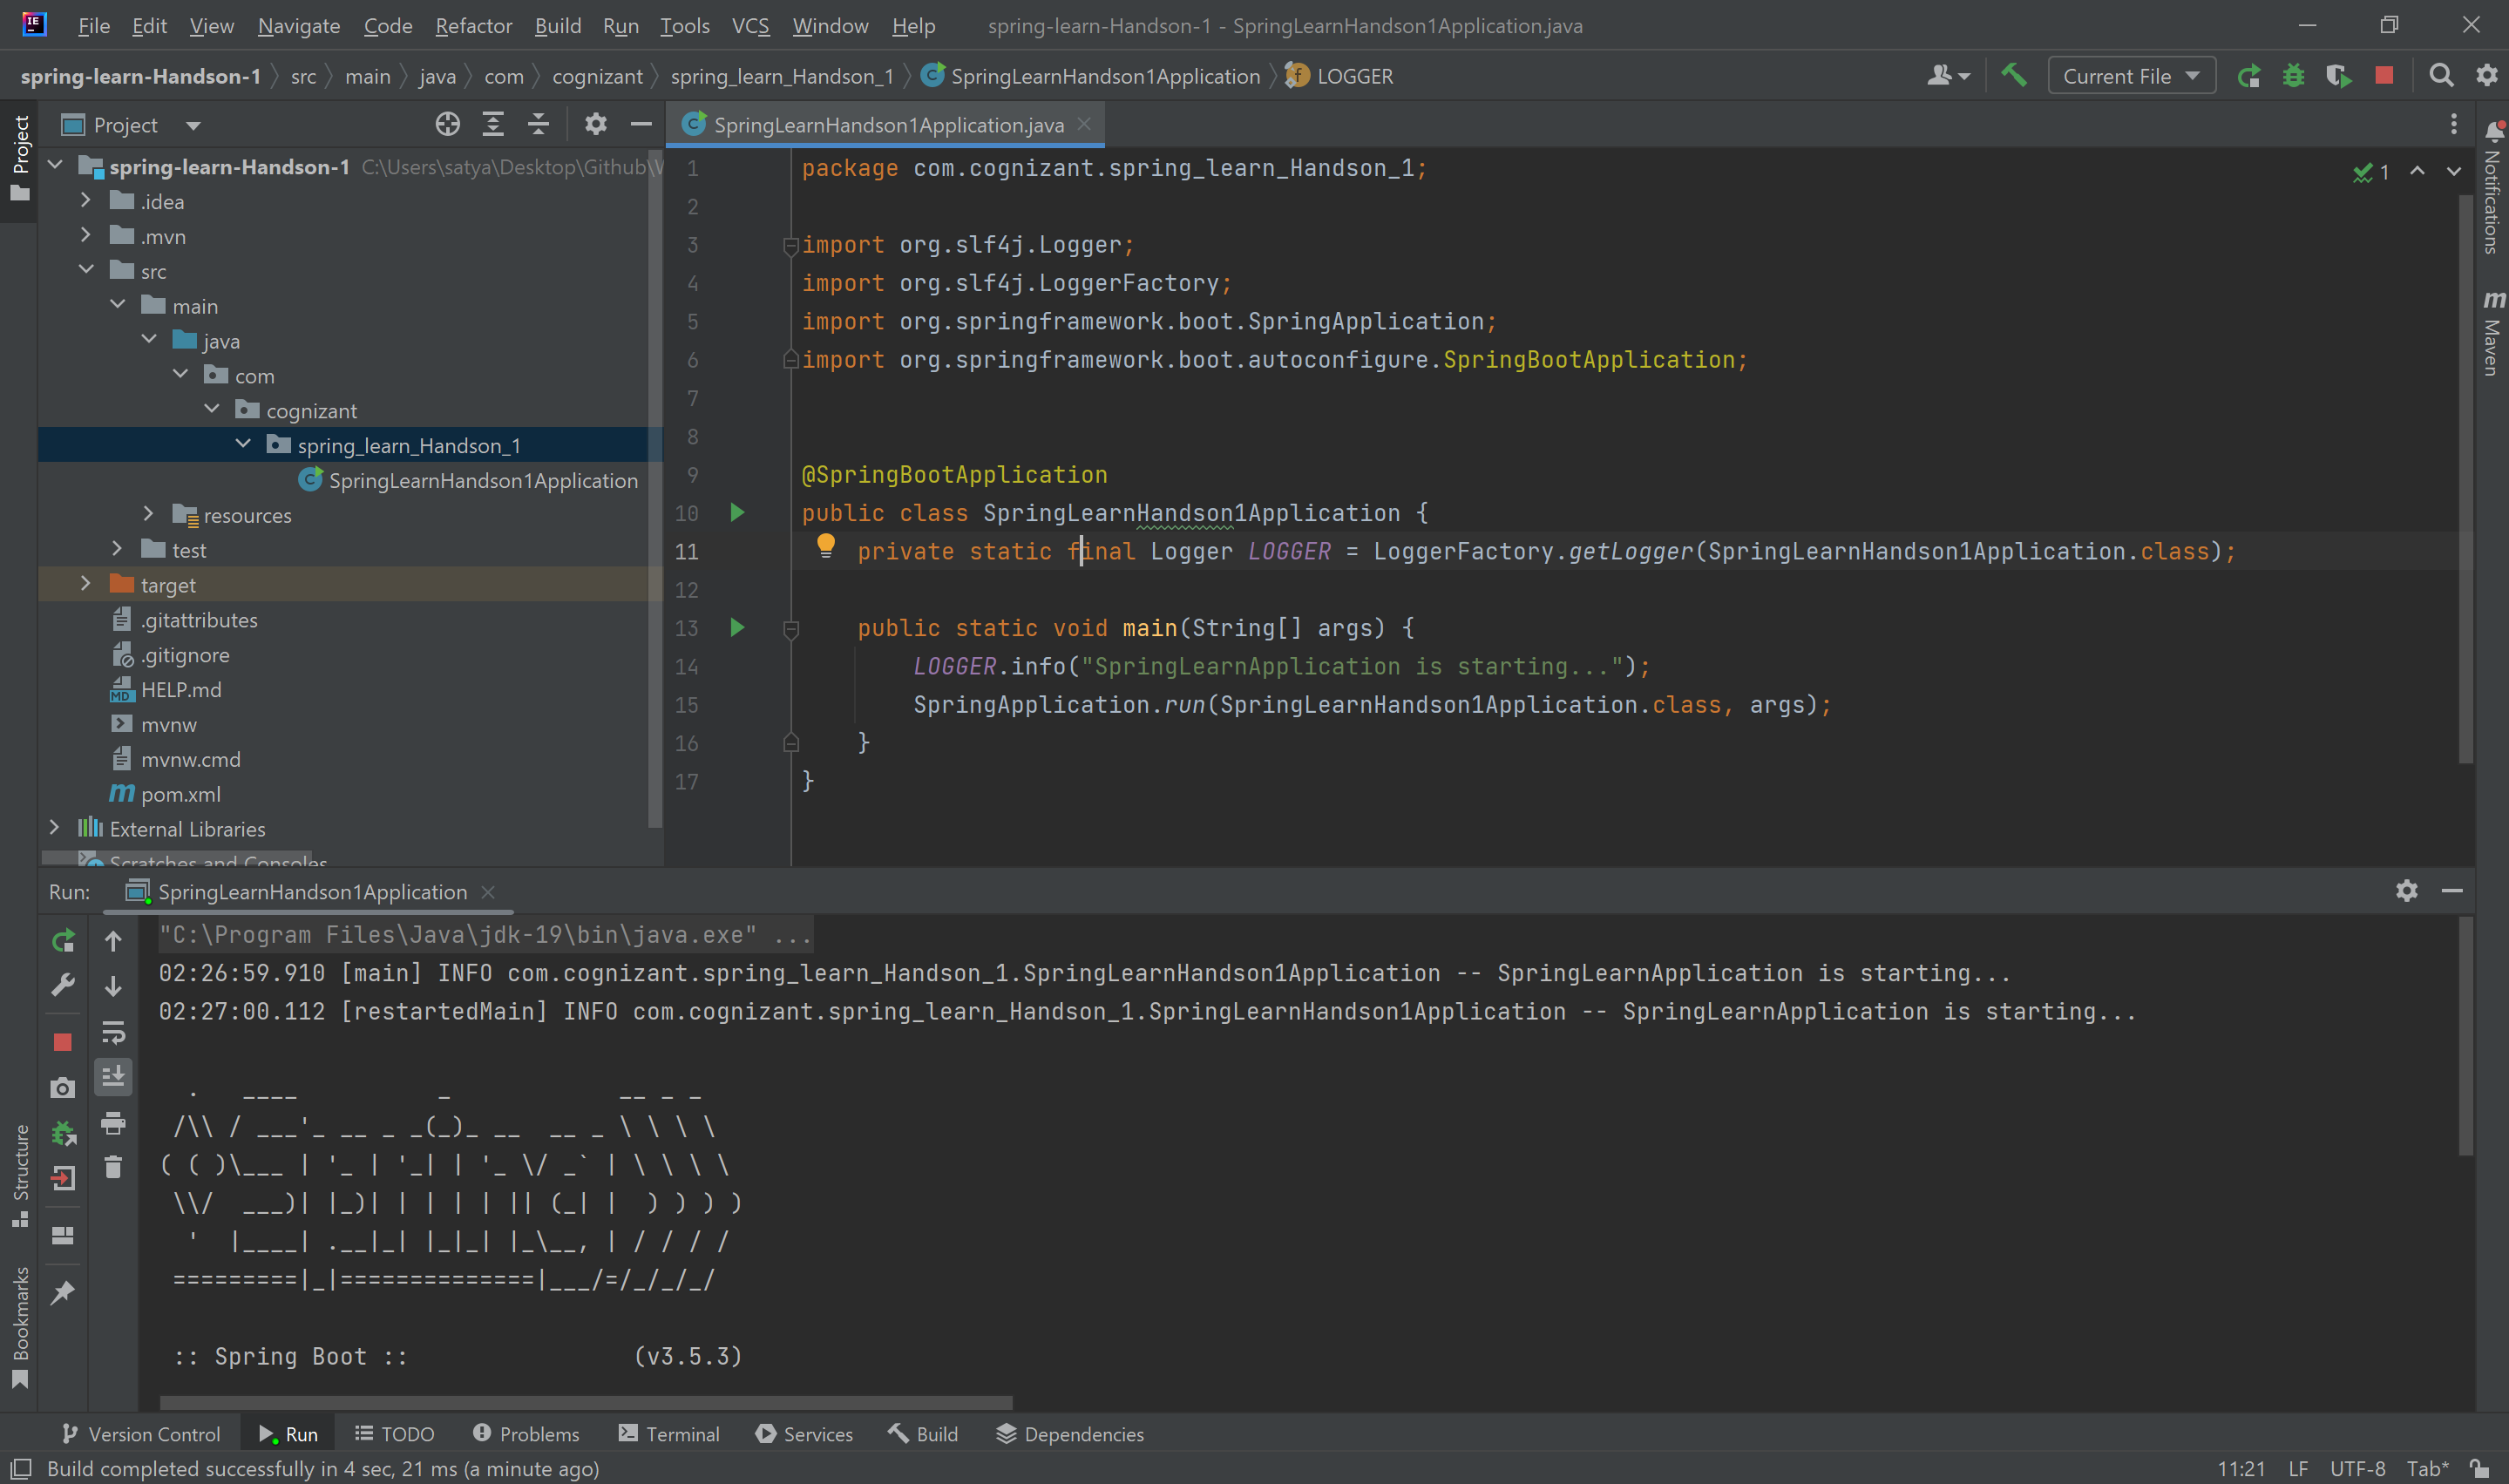 File Edit View Navigate Code Refactor Build Run Tools VCS Window Help spring-learn-Handson-1 - SpringLearnHandson1Application.java
spring-learn-Handson-1 src main java com cognizant spring_learn_Handson_1 SpringLearnHandson1Application LOGGER Current File
Project
Project
SpringLearnHandson1Application.java
spring-learn-Handson-1 C:\Users\satya\Desktop\Github\
.idea
.mvn
src
main
java
com
cognizant
spring_learn_Handson_1
SpringLearnHandson1Application
resources
test
target
.gitattributes
.gitignore
HELP.md
mvnw
mvnw.cmd
pom.xml
External Libraries
Scratches and Consoles
1 package com.cognizant.spring_learn_Handson_1;
2
3 import org.slf4j.Logger;
4 import org.slf4j.LoggerFactory;
5 import org.springframework.boot.SpringApplication;
6 import org.springframework.boot.autoconfigure.SpringBootApplication;
7
8
9 @SpringBootApplication
10 public class SpringLearnHandson1Application {
11 private static final Logger LOGGER = LoggerFactory.getLogger(SpringLearnHandson1Application.class);
12
13 public static void main(String[] args) {
14 LOGGER.info("SpringLearnApplication is starting...");
15 SpringApplication.run(SpringLearnHandson1Application.class, args);
16 }
17 }
1
Notifications
Maven
Run: SpringLearnHandson1Application
"C:\Program Files\Java\jdk-19\bin\java.exe" ...
02:26:59.910 [main] INFO com.cognizant.spring_learn_Handson_1.SpringLearnHandson1Application -- SpringLearnApplication is starting...
02:27:00.112 [restartedMain] INFO com.cognizant.spring_learn_Handson_1.SpringLearnHandson1Application -- SpringLearnApplication is starting...
  .   ____          _            __ _ _
 /\\ / ___'_ __ _ _(_)_ __  __ _ \ \ \ \
( ( )\___ | '_ | '_| | '_ \/ _` | \ \ \ \
 \\/  ___)| |_)| | | | | || (_| |  ) ) ) )
  '  |____| .__|_| |_|_| |_\__, | / / / /
 =========|_|==============|___/=/_/_/_/
:: Spring Boot :: (v3.5.3)
Structure
Bookmarks
Version Control Run TODO Problems Terminal Services Build Dependencies
Build completed successfully in 4 sec, 21 ms (a minute ago) 11:21 LF UTF-8 Tab*